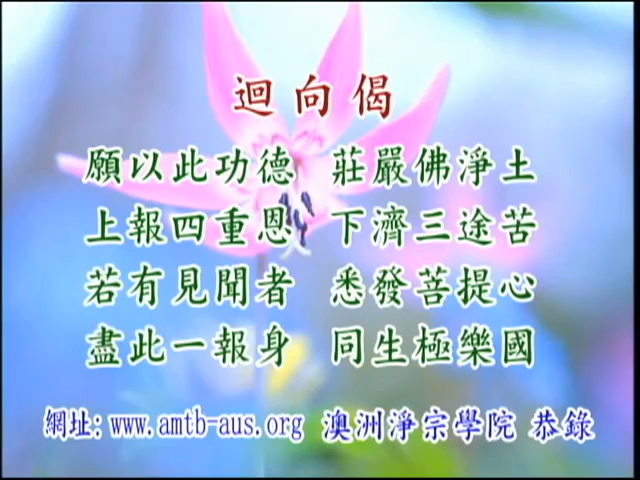 迴向偈
願以此功德 莊嚴佛淨土
上報四重恩 下濟三途苦
若有見聞者 悉發菩提心
盡此一報身 同生極樂國
網址: www.amtb-aus.org 澳洲淨宗學院 恭錄